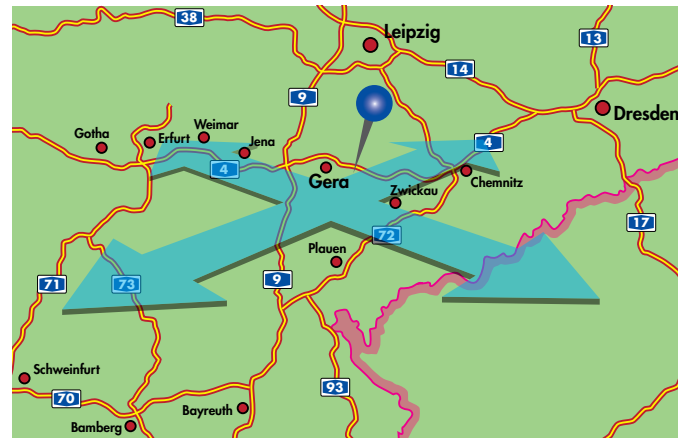 38
Leipzig
13
14
9
Dresden
Weimar
Gotha
Erfurt
Jena
4
4
Gera
Chemnitz
Zwickau
17
72
Plauen
71
73
9
Schweinfurt
93
70
Bayreuth
Bamberg